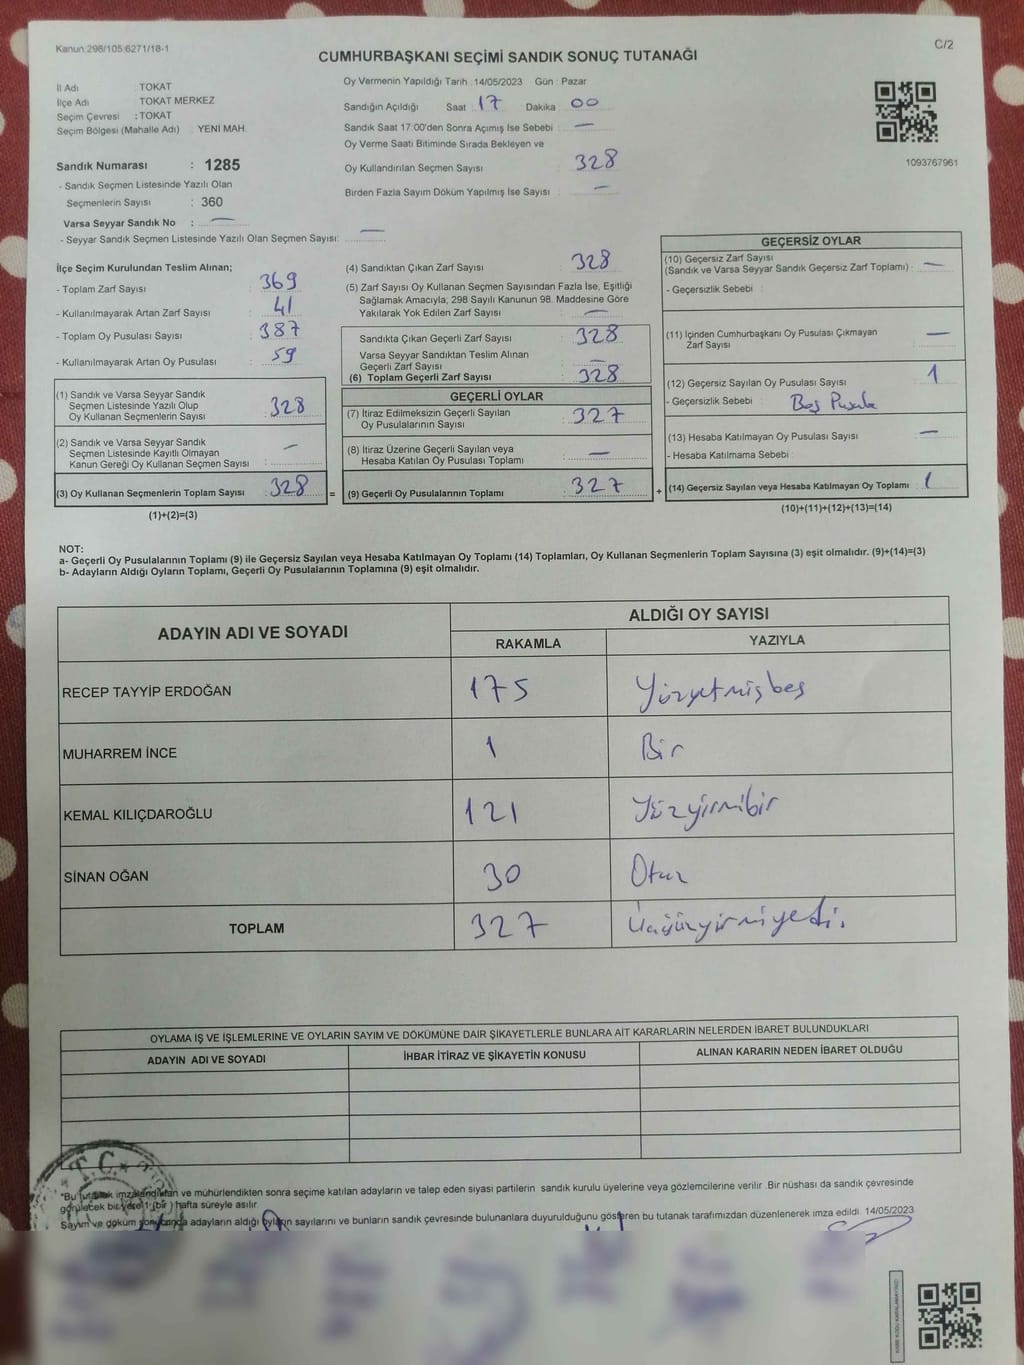 Kanun:298/105,6271/18-1
C/2
CUMHURBAŞKANI SEÇİMİ SANDIK SONUÇ TUTANAĞI
İl Adı : TOKAT
İlçe Adı TOKAT MERKEZ
Seçim Çevresi : TOKAT
Seçim Bölgesi (Mahalle Adı) YENİ MAH.
Sandık Numarası : 1285
- Sandık Seçmen Listesinde Yazılı Olan
Seçmenlerin Sayısı : 360
Varsa Seyyar Sandık No : —
- Seyyar Sandık Seçmen Listesinde Yazılı Olan Seçmen Sayısı: —
Oy Vermenin Yapıldığı Tarih : 14/05/2023 Gün : Pazar
Sandığın Açıldığı Saat : 17 Dakika : 00
Sandık Saat 17.00'den Sonra Açımış İse Sebebi : —
Oy Verme Saati Bitiminde Sırada Bekleyen ve
Oy Kullandırılan Seçmen Sayısı : 328
Birden Fazla Sayım Döküm Yapılmış İse Sayısı : —
1093767961
İlçe Seçim Kurulundan Teslim Alınan;
- Toplam Zarf Sayısı : 369
- Kullanılmayarak Artan Zarf Sayısı : 41
- Toplam Oy Pusulası Sayısı : 387
- Kullanılmayarak Artan Oy Pusulası : 59
(1) Sandık ve Varsa Seyyar Sandık
Seçmen Listesinde Yazılı Olup
Oy Kullanan Seçmenlerin Sayısı : 328
(2) Sandık ve Varsa Seyyar Sandık
Seçmen Listesinde Kayıtlı Olmayan
Kanun Gereği Oy Kullanan Seçmen Sayısı : —
(3) Oy Kullanan Seçmenlerin Toplam Sayısı : 328 =
(1)+(2)=(3)
(4) Sandıktan Çıkan Zarf Sayısı : 328
(5) Zarf Sayısı Oy Kullanan Seçmen Sayısından Fazla İse, Eşitliği
Sağlamak Amacıyla, 298 Sayılı Kanunun 98. Maddesine Göre
Yakılarak Yok Edilen Zarf Sayısı : —
Sandıkta Çıkan Geçerli Zarf Sayısı : 328
Varsa Seyyar Sandıktan Teslim Alınan
Geçerli Zarf Sayısı : —
(6) Toplam Geçerli Zarf Sayısı : 328
GEÇERLİ OYLAR
(7) İtiraz Edilmeksizin Geçerli Sayılan
Oy Pusulalarının Sayısı : 327
(8) İtiraz Üzerine Geçerli Sayılan veya
Hesaba Katılan Oy Pusulası Toplamı : —
(9) Geçerli Oy Pusulalarının Toplamı : 327 +
GEÇERSİZ OYLAR
(10) Geçersiz Zarf Sayısı
(Sandık ve Varsa Seyyar Sandık Geçersiz Zarf Toplamı) : —
- Geçersizlik Sebebi :
(11) İçinden Cumhurbaşkanı Oy Pusulası Çıkmayan
Zarf Sayısı : —
(12) Geçersiz Sayılan Oy Pusulası Sayısı : 1
- Geçersizlik Sebebi : Boş Pusula
(13) Hesaba Katılmayan Oy Pusulası Sayısı : —
- Hesaba Katılmama Sebebi :
(14) Geçersiz Sayılan veya Hesaba Katılmayan Oy Toplamı : 1
(10)+(11)+(12)+(13)=(14)
NOT:
a- Geçerli Oy Pusulalarının Toplamı (9) ile Geçersiz Sayılan veya Hesaba Katılmayan Oy Toplamı (14) Toplamları, Oy Kullanan Seçmenlerin Toplam Sayısına (3) eşit olmalıdır. (9)+(14)=(3)
b- Adayların Aldığı Oyların Toplamı, Geçerli Oy Pusulalarının Toplamına (9) eşit olmalıdır.
ADAYIN ADI VE SOYADI
ALDIĞI OY SAYISI
RAKAMLA YAZIYLA
RECEP TAYYİP ERDOĞAN 175 Yüzyetmişbeş
MUHARREM İNCE 1 Bir
KEMAL KILIÇDAROĞLU 121 Yüzyirmibir
SİNAN OĞAN 30 Otuz
TOPLAM 327 Üçyüzyirmiyedi.
OYLAMA İŞ VE İŞLEMLERİNE VE OYLARIN SAYIM VE DÖKÜMÜNE DAİR ŞİKAYETLERLE BUNLARA AİT KARARLARIN NELERDEN İBARET BULUNDUKLARI
ADAYIN ADI VE SOYADI İHBAR İTİRAZ VE ŞİKAYETİN KONUSU ALINAN KARARIN NEDEN İBARET OLDUĞU
T.C.
*Bu tutanak imzalandıktan ve mühürlendikten sonra seçime katılan adayların ve talep eden siyasi partilerin sandık kurulu üyelerine veya gözlemcilerine verilir .Bir nüshası da sandık çevresinde
görülecek bir yere 1 (bir ) hafta süreyle asılır
Sayım ve döküm sonucunda adayların aldığı oyların sayılarını ve bunların sandık çevresinde bulunanlara duyurulduğunu gösteren bu tutanak tarafımızdan düzenlenerek imza edildi. 14/05/2023